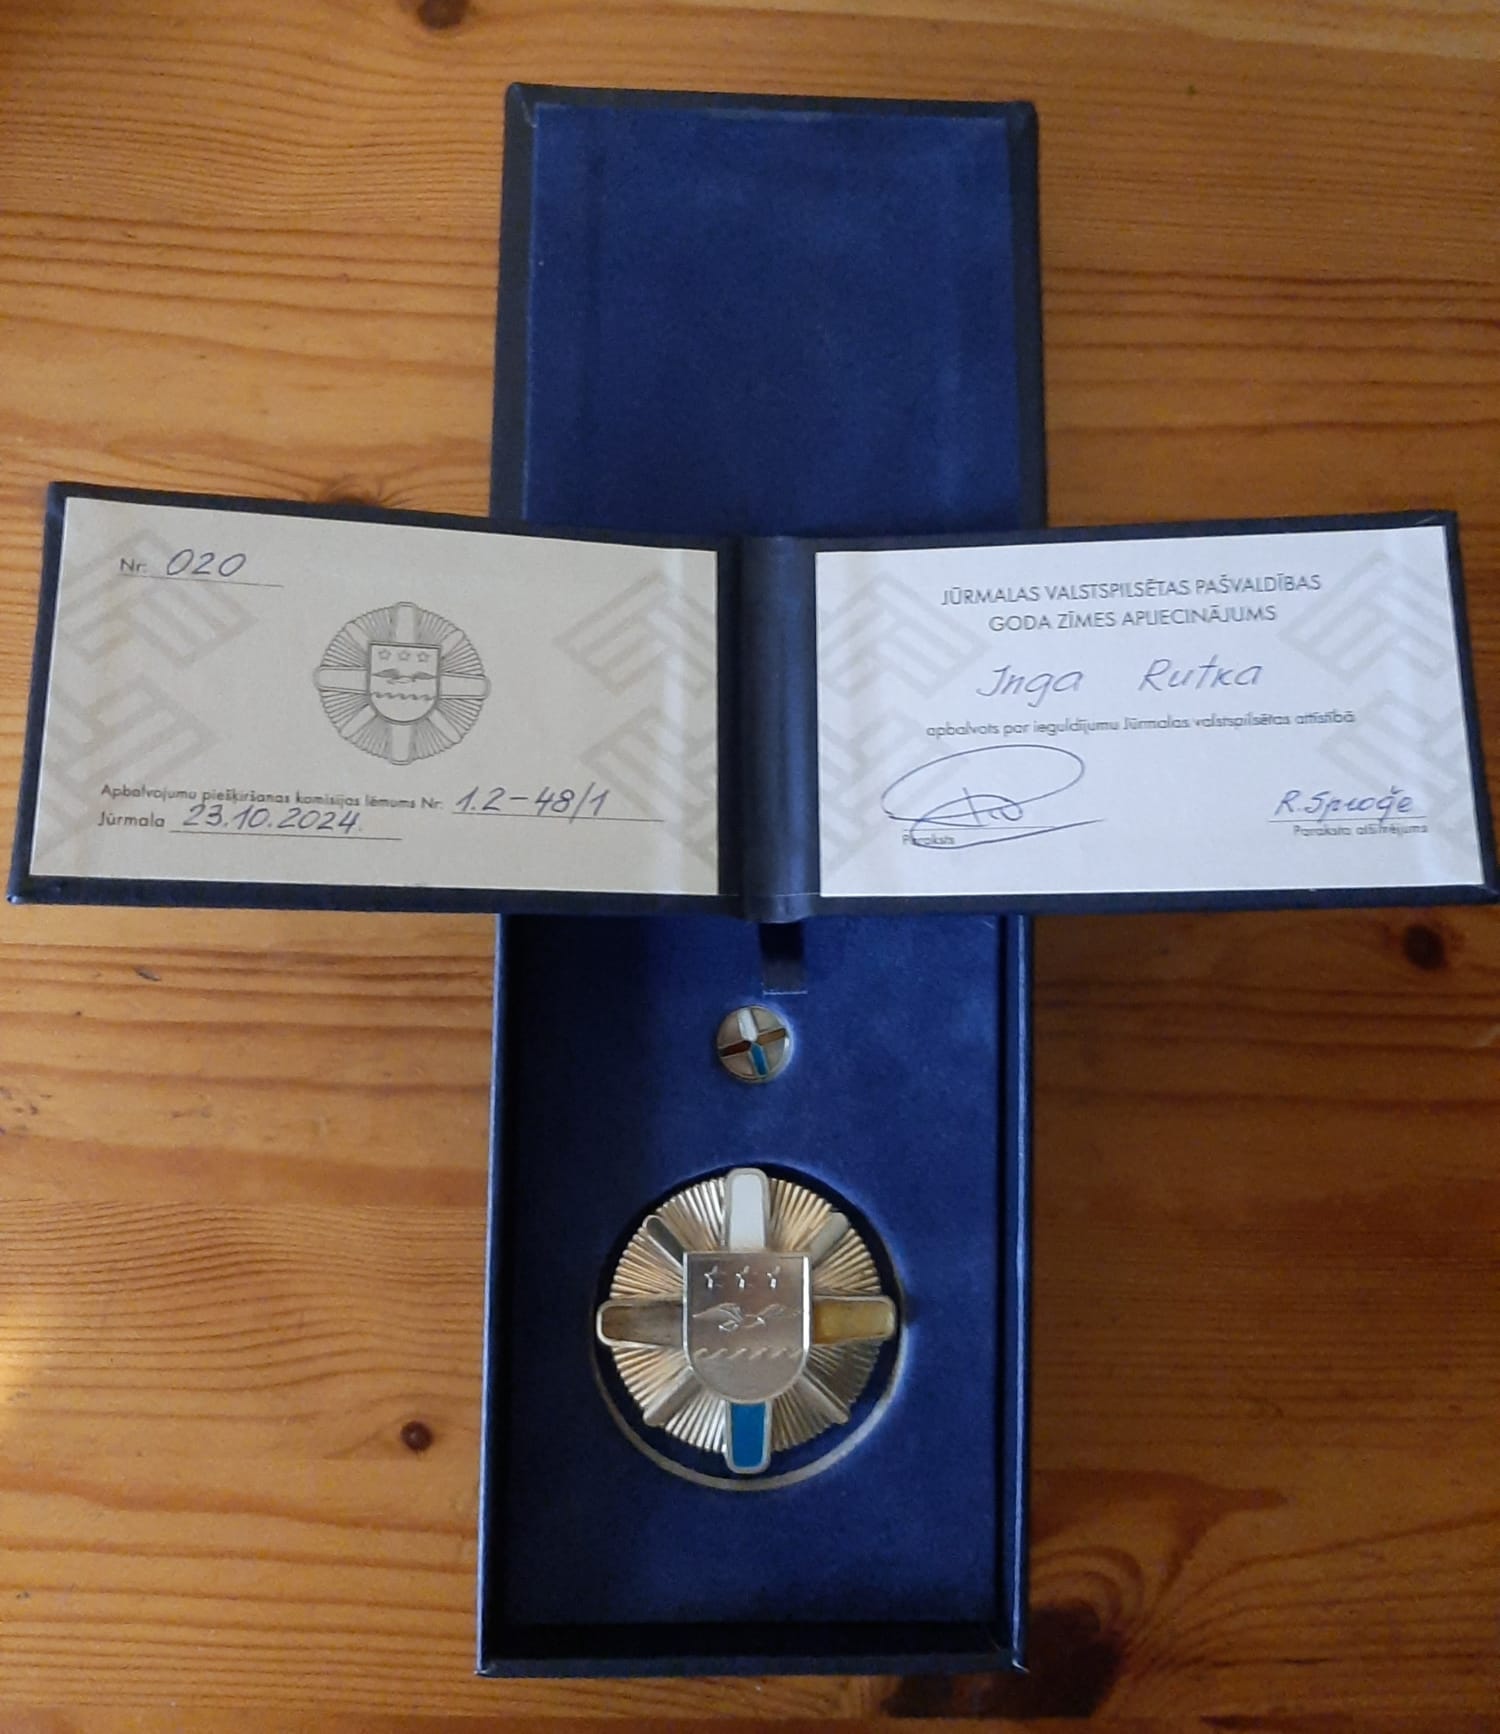 Nr. 020
Apbalvojumu piešķiršanas komisijas lēmums Nr. 1.2-48/1
Jūrmala 23.10.2024.
JŪRMALAS VALSTSPILSĒTAS PAŠVALDĪBAS
GODA ZĪMES APLIECINĀJUMS
Inga Rutka
apbalvots par ieguldījumu Jūrmalas valstspilsētas attīstībā
R. Sproģe
Paraksts
Paraksta atšifrējums